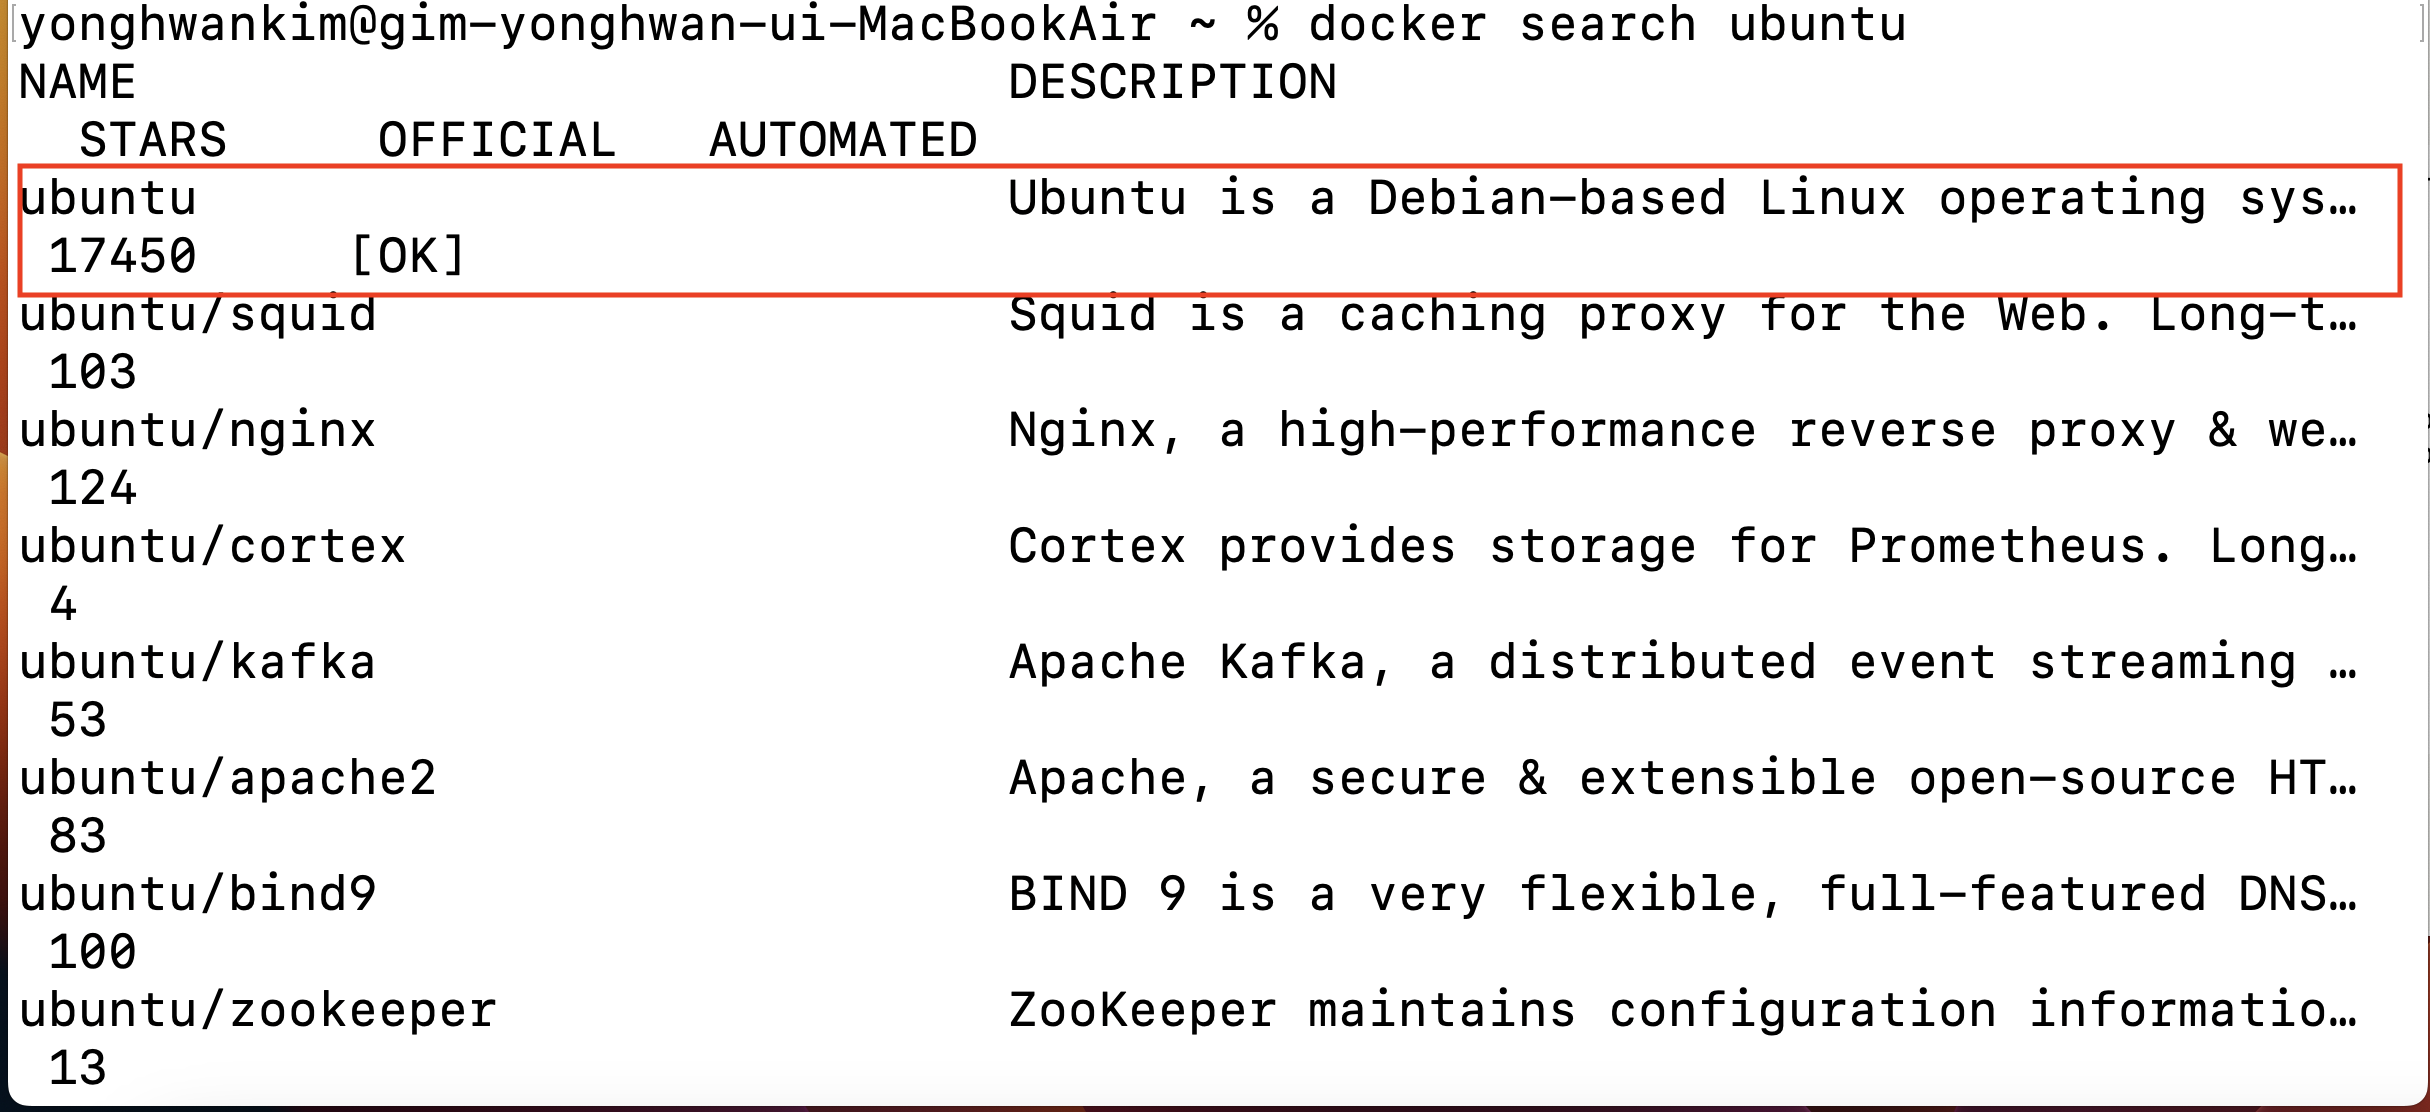 yonghwankim@gim-yonghwan-ui-MacBookAir ~ % docker search ubuntu
NAME                             DESCRIPTION
  STARS     OFFICIAL   AUTOMATED
ubuntu                           Ubuntu is a Debian-based Linux operating sys…
 17450     [OK]
ubuntu/squid                     Squid is a caching proxy for the Web. Long-t…
 103
ubuntu/nginx                     Nginx, a high-performance reverse proxy & we…
 124
ubuntu/cortex                    Cortex provides storage for Prometheus. Long…
 4
ubuntu/kafka                     Apache Kafka, a distributed event streaming …
 53
ubuntu/apache2                   Apache, a secure & extensible open-source HT…
 83
ubuntu/bind9                     BIND 9 is a very flexible, full-featured DNS…
 100
ubuntu/zookeeper                 ZooKeeper maintains configuration informatio…
 13